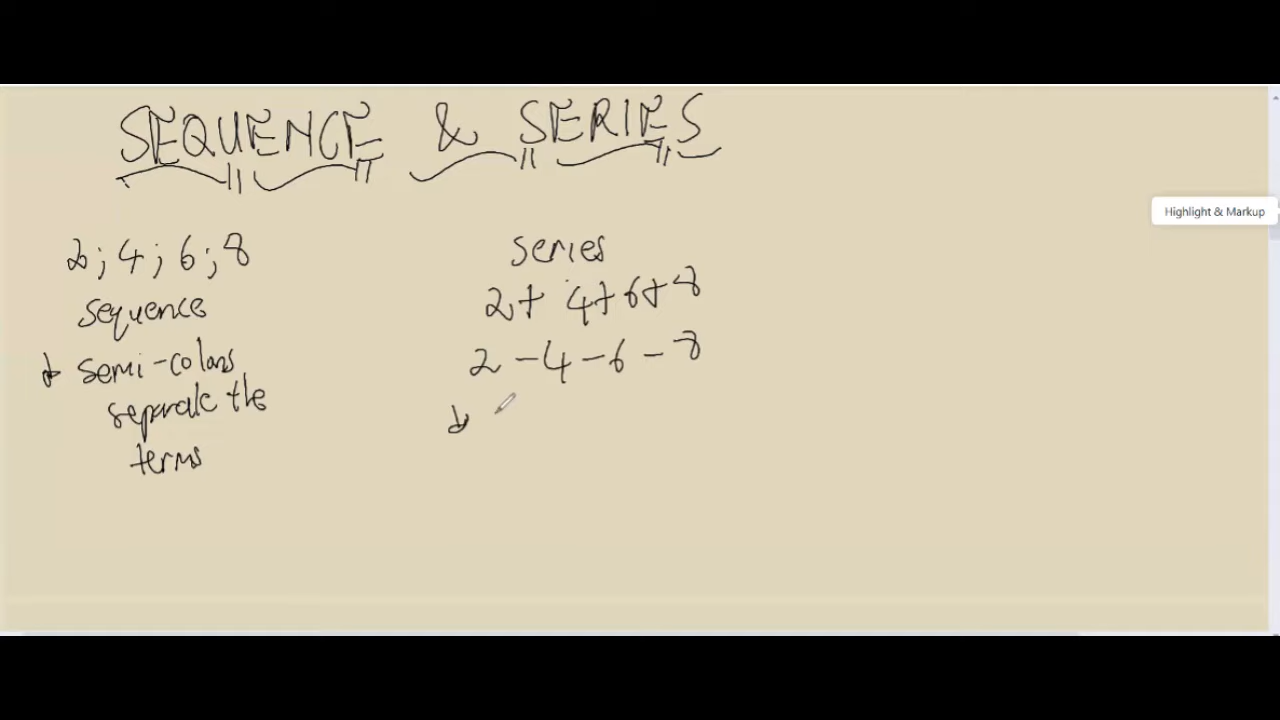 SEQUENCE & SERIES
2; 4; 6; 8
sequence
semi-colons
separate the
terms
series
2 + 4 + 6 + 8
2 - 4 - 6 - 8
Highlight & Markup